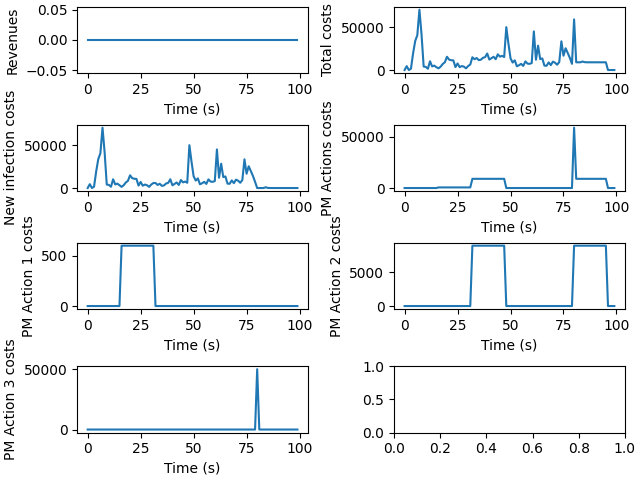 Revenues
0.05
0.00
−0.05
0 25 50 75 100
Time (s)
Total costs
50000
0
0 25 50 75 100
Time (s)
New infection costs
50000
0
0 25 50 75 100
Time (s)
PM Actions costs
50000
0
0 25 50 75 100
Time (s)
PM Action 1 costs
500
0
0 25 50 75 100
Time (s)
PM Action 2 costs
5000
0
0 25 50 75 100
Time (s)
PM Action 3 costs
50000
0
0 25 50 75 100
Time (s)
1.0
0.5
0.0
0.0 0.2 0.4 0.6 0.8 1.0